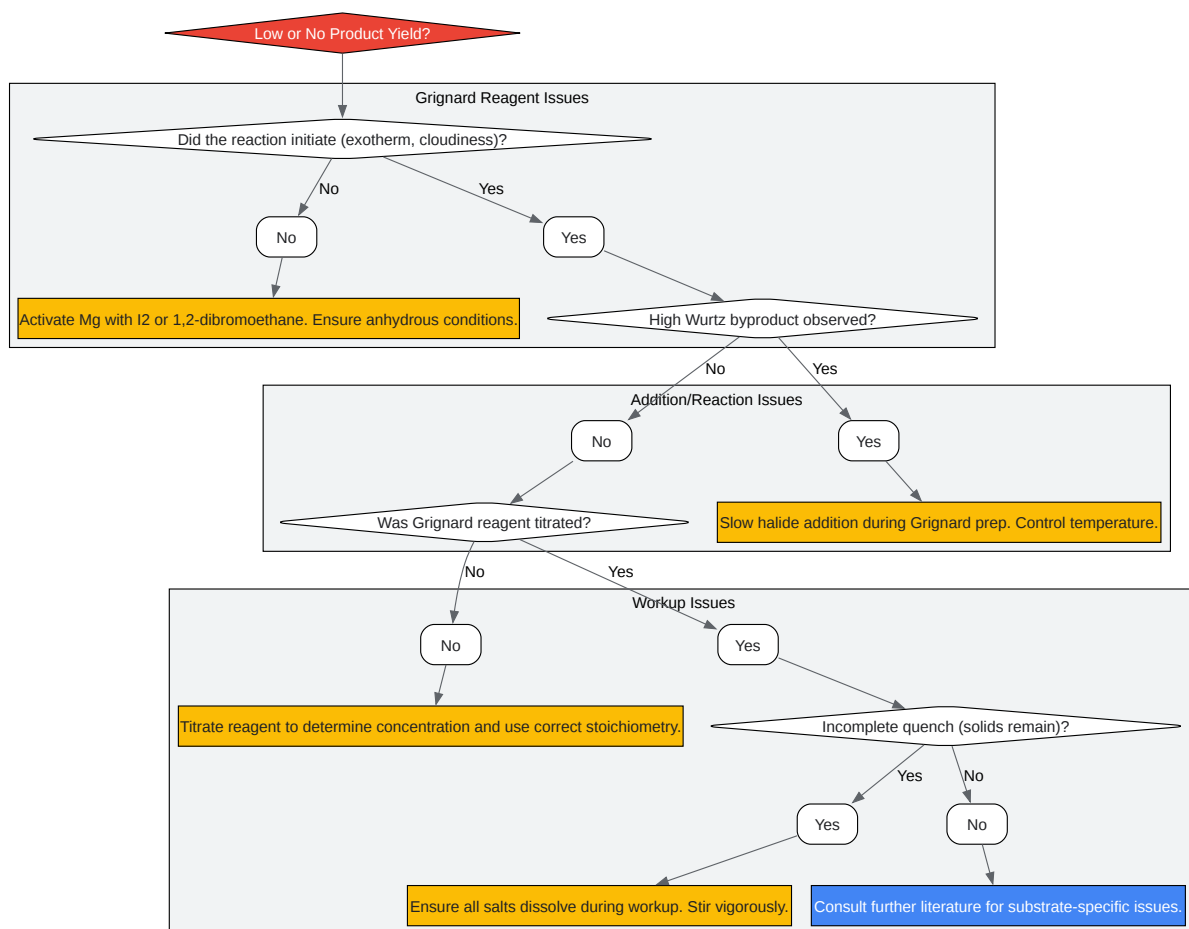 Low or No Product Yield?
Grignard Reagent Issues
Did the reaction initiate (exotherm, cloudiness)?
No
Yes
No
Yes
Activate Mg with I2 or 1,2-dibromoethane. Ensure anhydrous conditions.
High Wurtz byproduct observed?
No
Yes
Addition/Reaction Issues
No
Yes
Was Grignard reagent titrated?
Slow halide addition during Grignard prep. Control temperature.
No
Yes
Workup Issues
No
Yes
Titrate reagent to determine concentration and use correct stoichiometry.
Incomplete quench (solids remain)?
Yes
No
Yes
No
Ensure all salts dissolve during workup. Stir vigorously.
Consult further literature for substrate-specific issues.